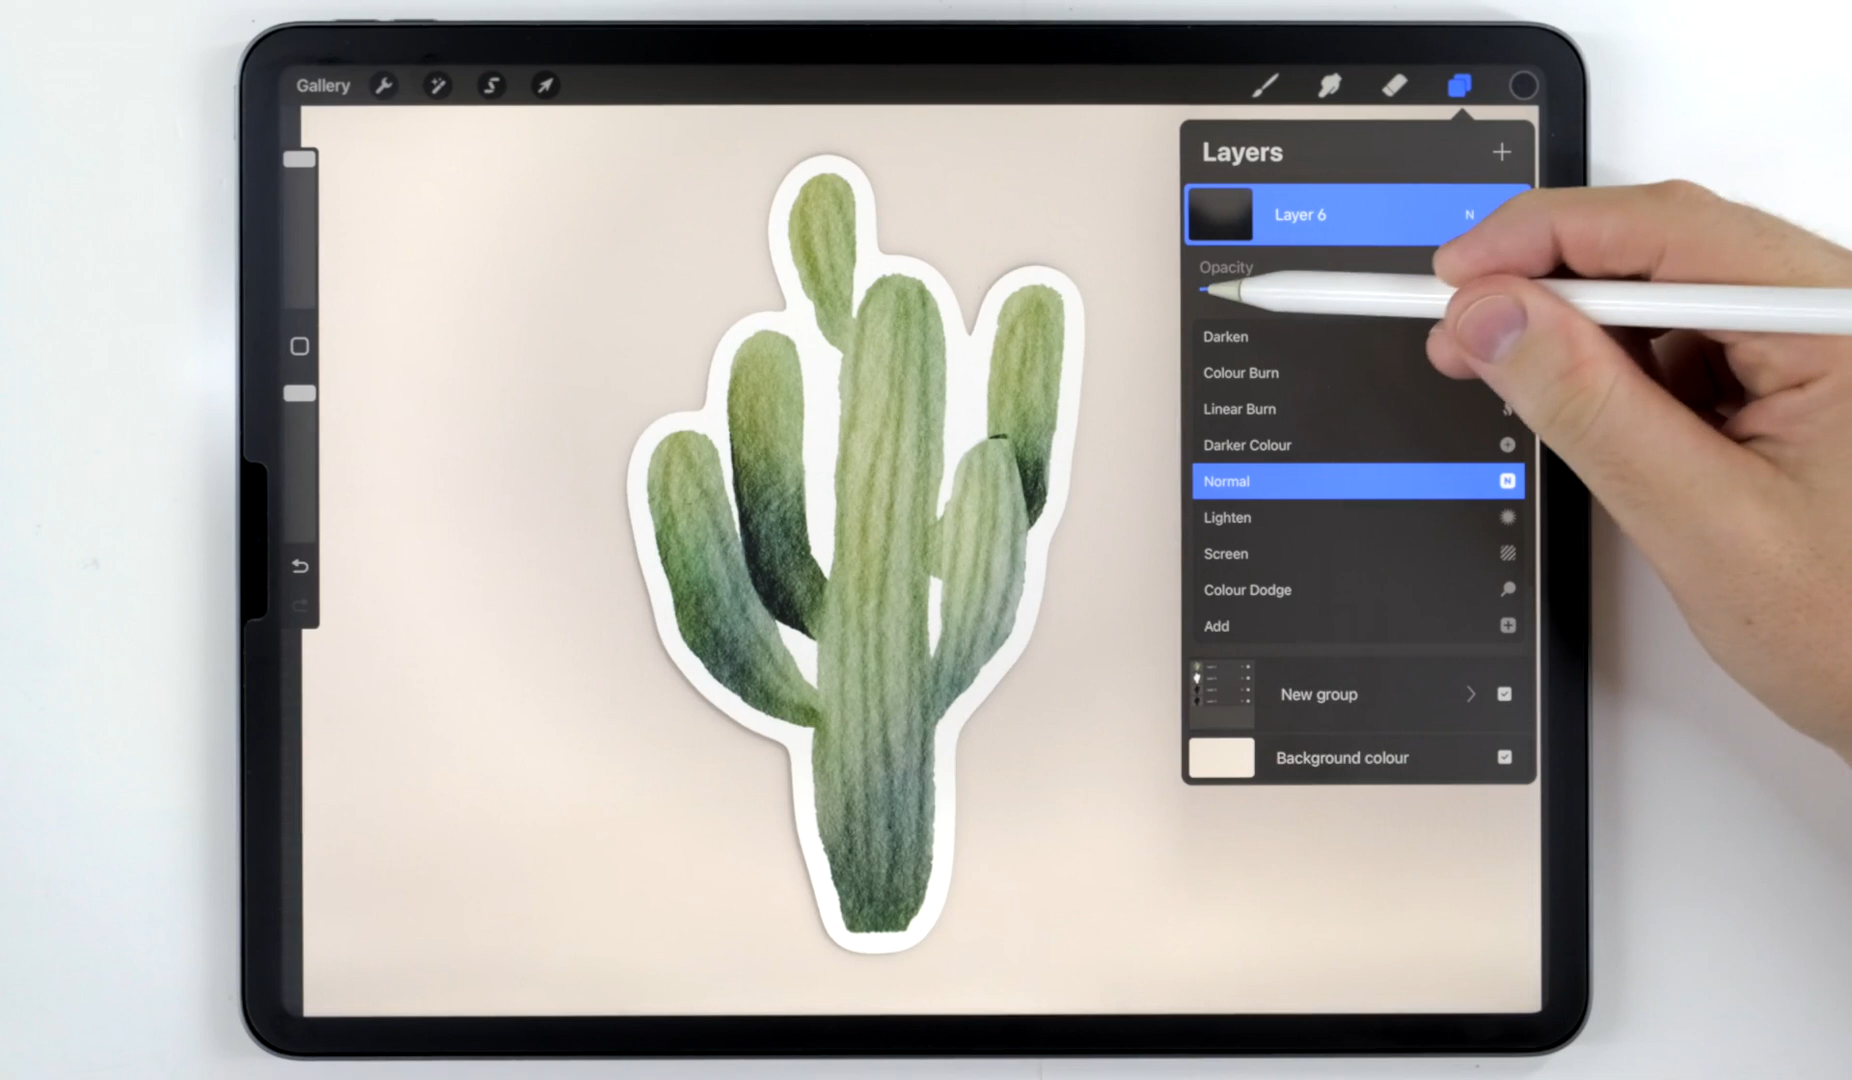 Gallery
Layers
Layer 6
N
Opacity
Darken
Colour Burn
Linear Burn
Darker Colour
Normal
N
Lighten
Screen
Colour Dodge
Add
New group
Background colour